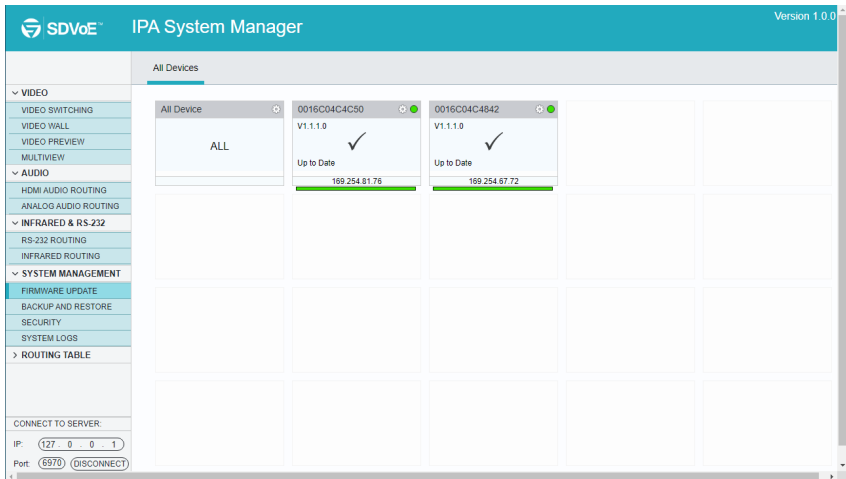 SDVoE™
IPA System Manager
Version 1.0.0
All Devices
VIDEO
VIDEO SWITCHING
VIDEO WALL
VIDEO PREVIEW
MULTIVIEW
AUDIO
HDMI AUDIO ROUTING
ANALOG AUDIO ROUTING
INFRARED & RS-232
RS-232 ROUTING
INFRARED ROUTING
SYSTEM MANAGEMENT
FIRMWARE UPDATE
BACKUP AND RESTORE
SECURITY
SYSTEM LOGS
ROUTING TABLE
CONNECT TO SERVER:
IP: 127 . 0 . 0 . 1
Port: 6970 DISCONNECT
All Device
ALL
0016C04C4C50
V1.1.1.0
Up to Date
169.254.81.76
0016C04C4842
V1.1.1.0
Up to Date
169.254.67.72